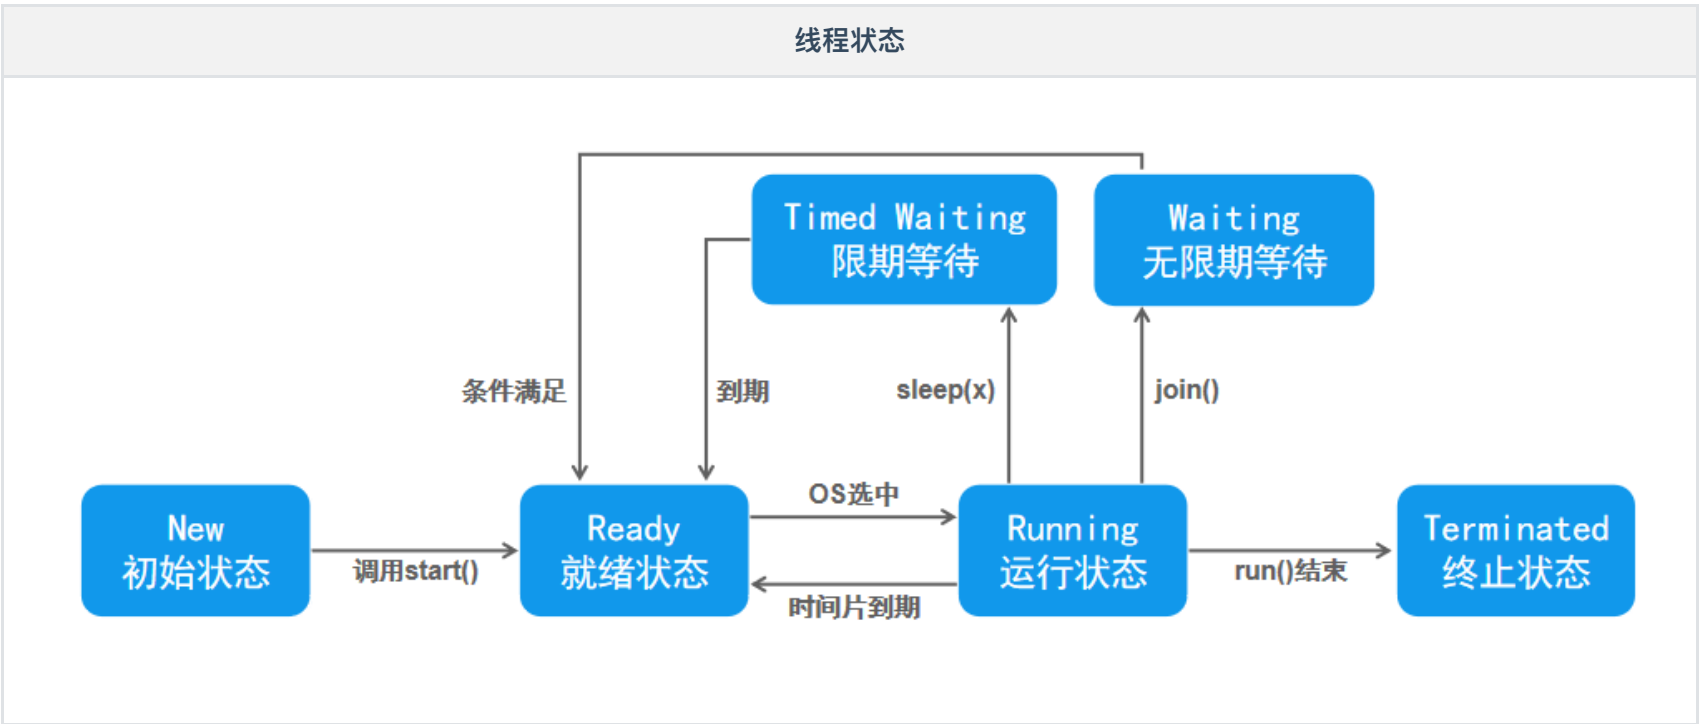 线程状态
Timed Waiting
限期等待
Waiting
无限期等待
条件满足
到期
sleep(x)
join()
New
初始状态
调用start()
Ready
就绪状态
OS选中
时间片到期
Running
运行状态
run()结束
Terminated
终止状态